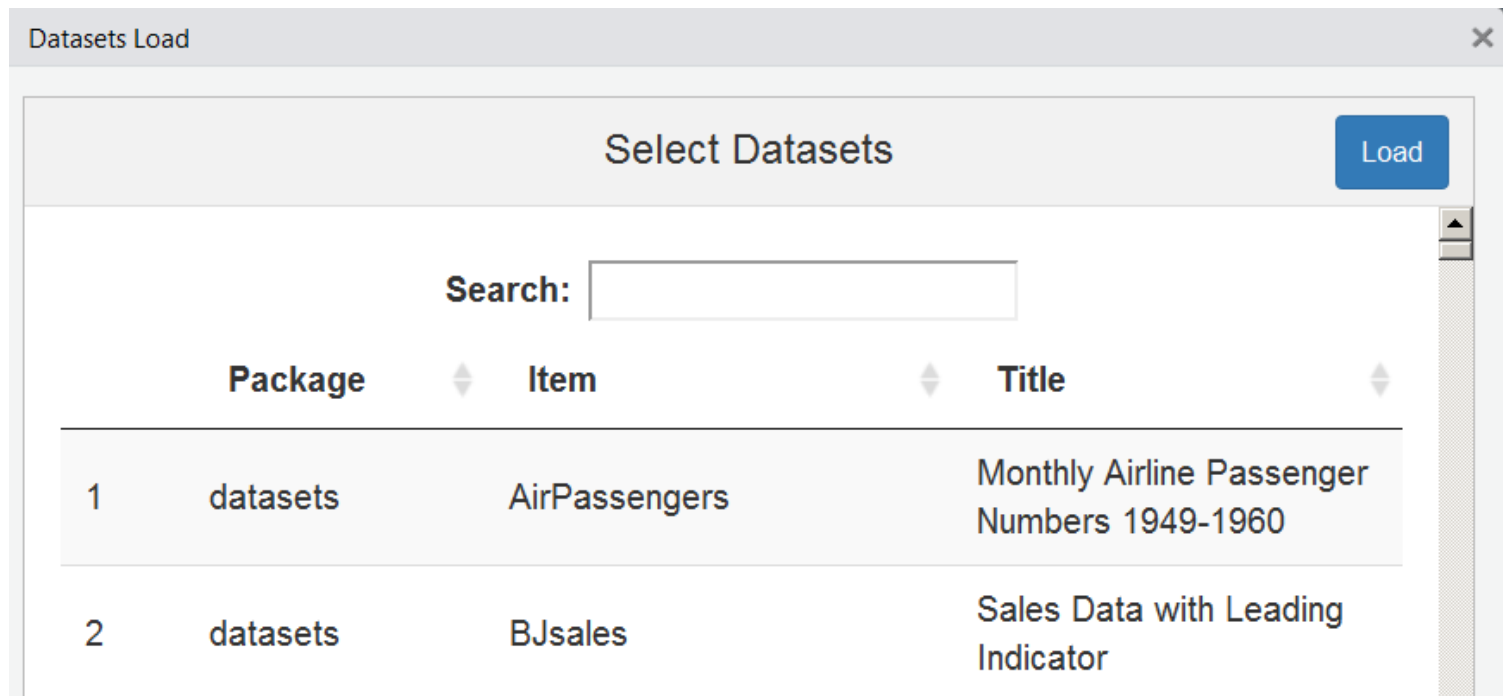 Datasets Load
Select Datasets
Load
Search:
Package Item Title
1 datasets AirPassengers Monthly Airline Passenger
Numbers 1949-1960
2 datasets BJsales Sales Data with Leading
Indicator